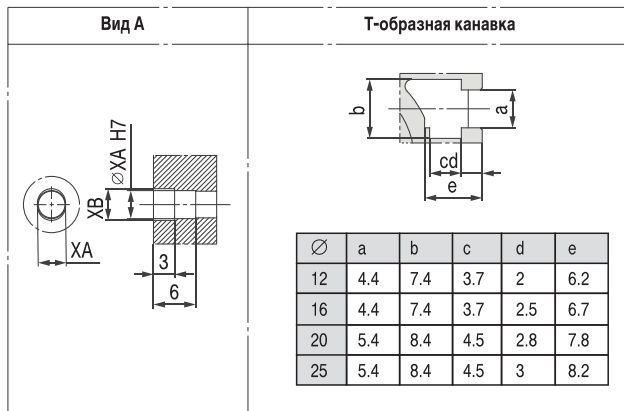 Вид A
Т-образная канавка
b
a
cd
e
∅XA H7
XB
XA
3
6
∅ a b c d e
12 4.4 7.4 3.7 2 6.2
16 4.4 7.4 3.7 2.5 6.7
20 5.4 8.4 4.5 2.8 7.8
25 5.4 8.4 4.5 3 8.2